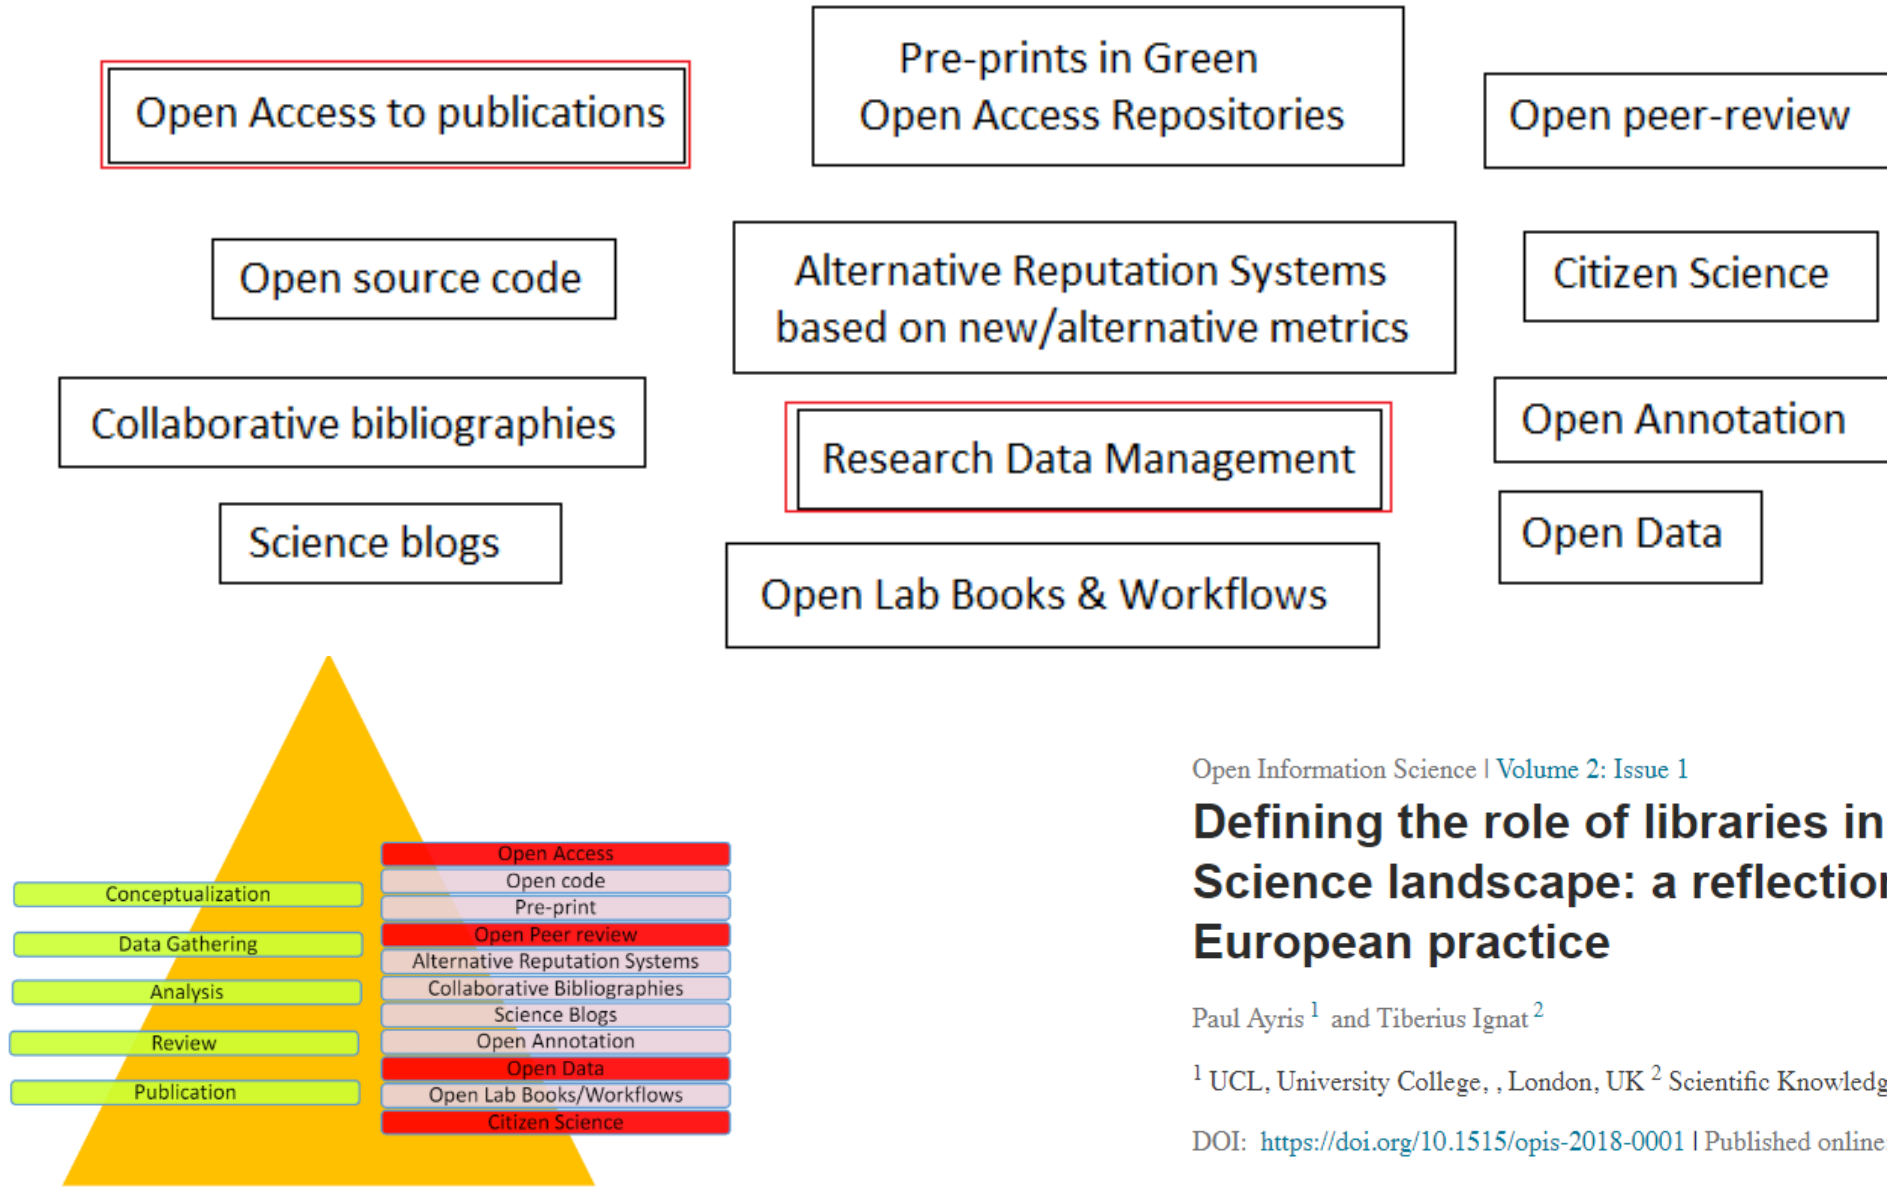 Open Access to publications
Pre-prints in Green
Open Access Repositories
Open peer-review
Open source code
Alternative Reputation Systems
based on new/alternative metrics
Citizen Science
Collaborative bibliographies
Research Data Management
Open Annotation
Science blogs
Open Lab Books & Workflows
Open Data
Conceptualization
Data Gathering
Analysis
Review
Publication
Open Access
Open code
Pre-print
Open Peer review
Alternative Reputation Systems
Collaborative Bibliographies
Science Blogs
Open Annotation
Open Data
Open Lab Books/Workflows
Citizen Science
Open Information Science | Volume 2: Issue 1
Defining the role of libraries in
Science landscape: a reflection
European practice
Paul Ayris 1 and Tiberius Ignat 2
1 UCL, University College, , London, UK 2 Scientific Knowledg
DOI: https://doi.org/10.1515/opis-2018-0001 | Published online: